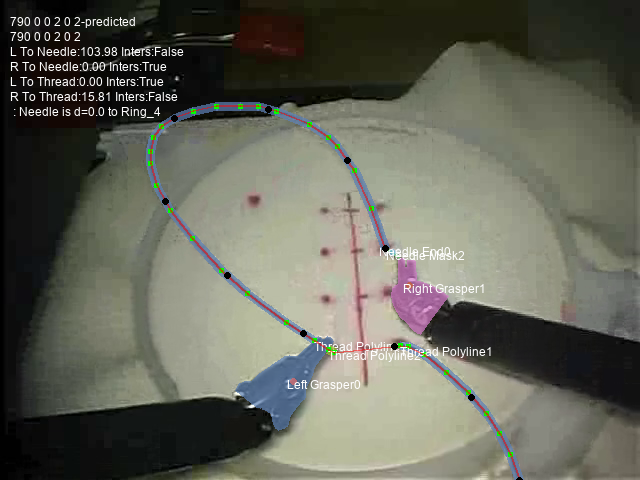 790 0 0 2 0 2-predicted
790 0 0 2 0 2
L To Needle:103.98 Inters:False
R To Needle:0.00 Inters:True
L To Thread:0.00 Inters:True
R To Thread:15.81 Inters:False
: Needle is d=0.0 to Ring_4
Needle End0
Needle Mask2
Right Grasper1
Thread Polyline
Thread Polyline1
Thread Polyline2
Left Grasper0